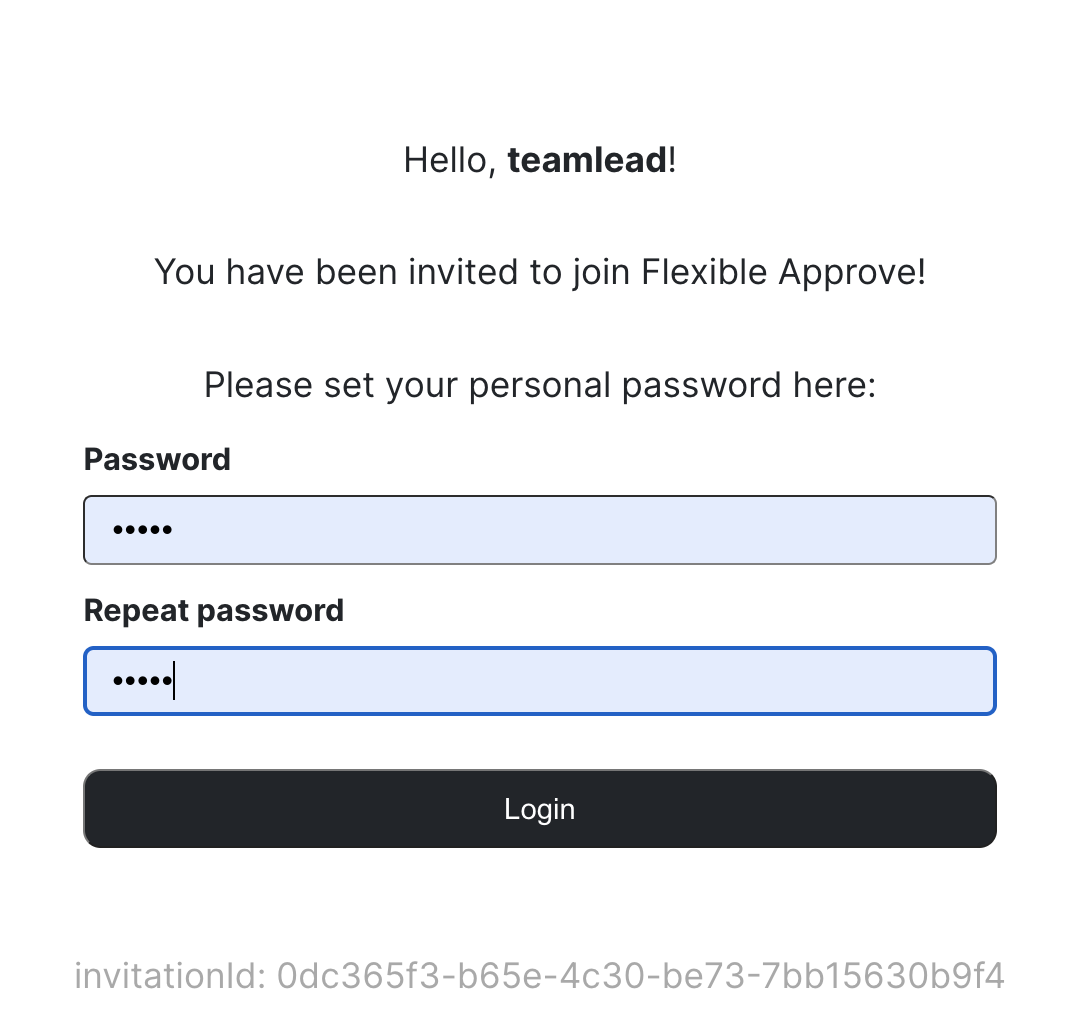 Hello, teamlead!
You have been invited to join Flexible Approve!
Please set your personal password here:
Password
•••••
Repeat password
•••••
Login
invitationId: 0dc365f3-b65e-4c30-be73-7bb15630b9f4